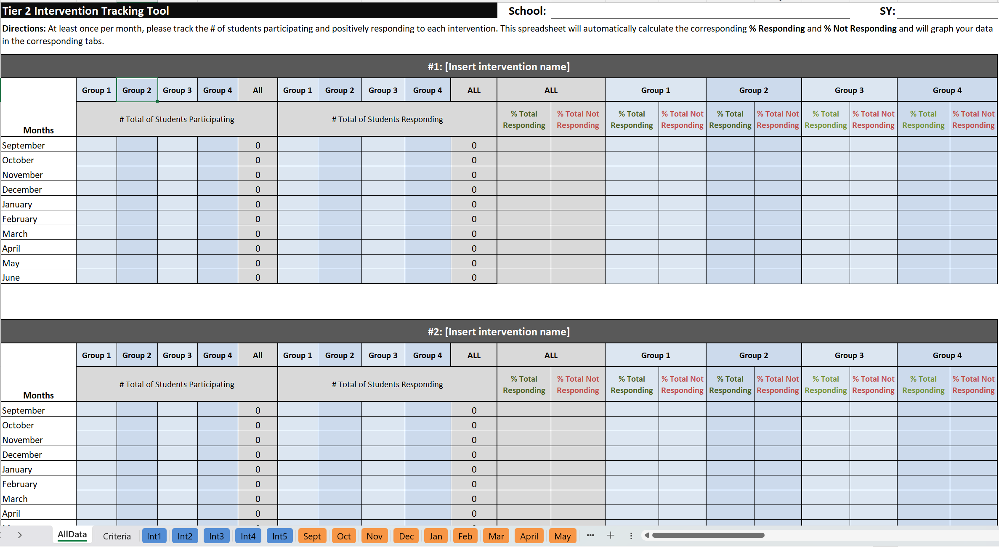 Tier 2 Intervention Tracking Tool School: SY:
Directions: At least once per month, please track the # of students participating and positively responding to each intervention. This spreadsheet will automatically calculate the corresponding % Responding and % Not Responding and will graph your data
in the corresponding tabs.
#1: [Insert intervention name]
Group 1 Group 2 Group 3 Group 4 All Group 1 Group 2 Group 3 Group 4 ALL ALL Group 1 Group 2 Group 3 Group 4
# Total of Students Participating # Total of Students Responding
% Total % Total Not % Total % Total Not % Total % Total Not % Total % Total Not % Total % Total Not
Responding Responding Responding Responding Responding Responding Responding Responding Responding Responding
Months
September 0 0
October 0 0
November 0 0
December 0 0
January 0 0
February 0 0
March 0 0
April 0 0
May 0 0
June 0 0
#2: [Insert intervention name]
Group 1 Group 2 Group 3 Group 4 All Group 1 Group 2 Group 3 Group 4 ALL ALL Group 1 Group 2 Group 3 Group 4
# Total of Students Participating # Total of Students Responding
% Total % Total Not % Total % Total Not % Total % Total Not % Total % Total Not % Total % Total Not
Responding Responding Responding Responding Responding Responding Responding Responding Responding Responding
Months
September 0 0
October 0 0
November 0 0
December 0 0
January 0 0
February 0 0
March 0 0
April 0 0
AllData Criteria Int1 Int2 Int3 Int4 Int5 Sept Oct Nov Dec Jan Feb Mar April May